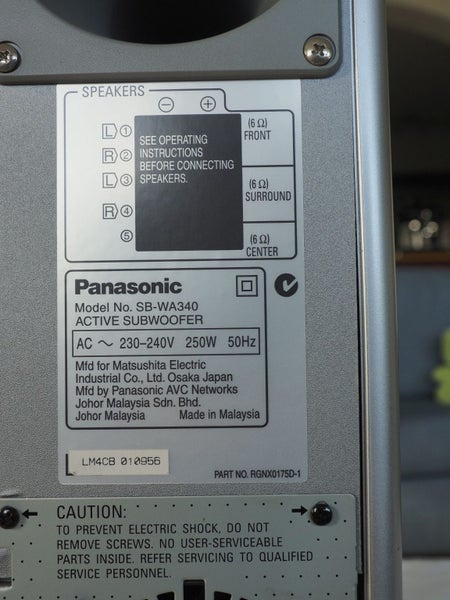 SPEAKERS
− +
L 1
R 2
L 3
R 4
5
SEE OPERATING
INSTRUCTIONS
BEFORE CONNECTING
SPEAKERS.
(6 Ω)
FRONT
(6 Ω)
SURROUND
(6 Ω)
CENTER
Panasonic
Model No. SB-WA340
ACTIVE SUBWOOFER
AC ～ 230–240V 250W 50Hz
Mfd for Matsushita Electric
Industrial Co., Ltd. Osaka Japan
Mfd by Panasonic AVC Networks
Johor Malaysia Sdn. Bhd.
Johor Malaysia Made in Malaysia
LM4CB 010956
PART NO. RGNX0175D-1
CAUTION:
TO PREVENT ELECTRIC SHOCK, DO NOT
REMOVE SCREWS. NO USER-SERVICEABLE
PARTS INSIDE. REFER SERVICING TO QUALIFIED
SERVICE PERSONNEL.